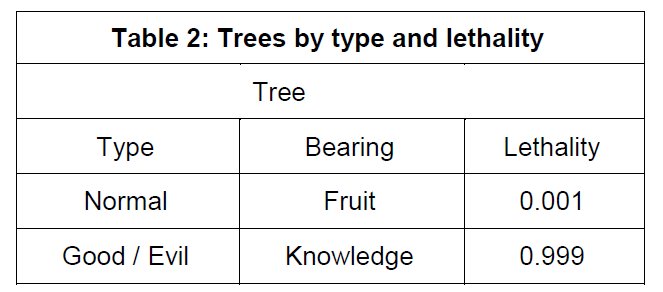 Table 2: Trees by type and lethality
Tree
Type Bearing Lethality
Normal Fruit 0.001
Good / Evil Knowledge 0.999